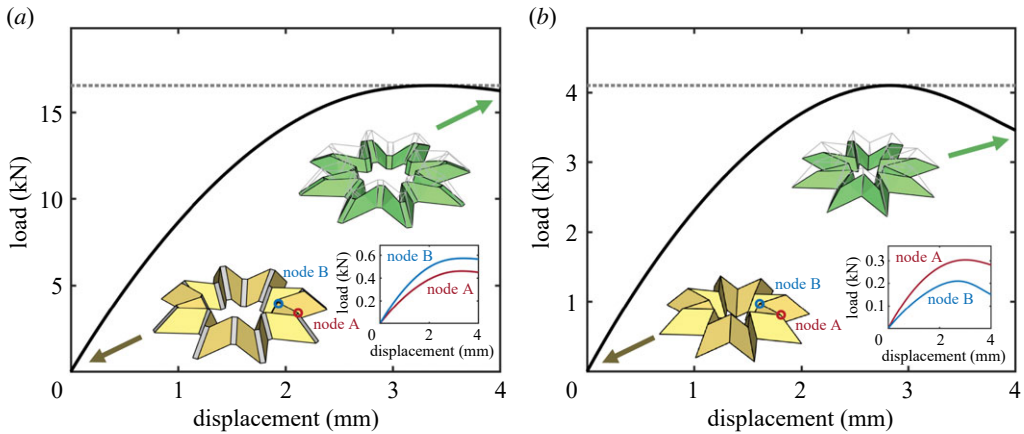 (a)
load (kN)
15
10
5
0
1
2
3
4
displacement (mm)
node B
node A
load (kN)
0.6
0.4
0.2
0
2
4
displacement (mm)
node B
node A
(b)
load (kN)
4
3
2
1
0
1
2
3
4
displacement (mm)
node B
node A
load (kN)
0.3
0.2
0.1
0
2
4
displacement (mm)
node A
node B